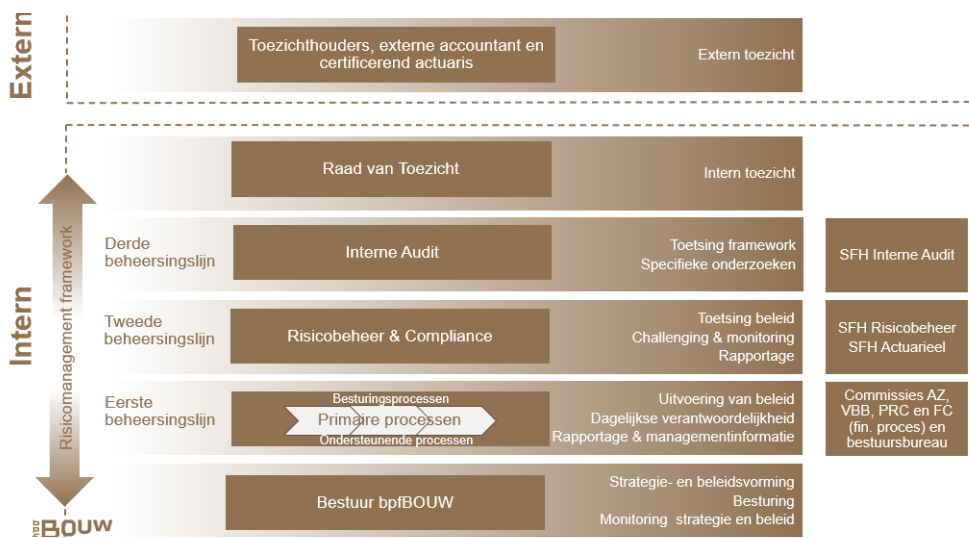 Extern
Toezichthouders, externe accountant en
certificerend actuaris
Extern toezicht
Intern
Risicomanagement framework
Raad van Toezicht
Intern toezicht
Derde
beheersingslijn
Interne Audit
Toetsing framework
Specifieke onderzoeken
SFH Interne Audit
Tweede
beheersingslijn
Risicobeheer & Compliance
Toetsing beleid
Challenging & monitoring
Rapportage
SFH Risicobeheer
SFH Actuarieel
Eerste
beheersingslijn
Besturingsprocessen
Primaire processen
Ondersteunende processen
Uitvoering van beleid
Dagelijkse verantwoordelijkheid
Rapportage & managementinformatie
Commissies AZ,
VBB, PRC en FC
(fin. proces) en
bestuursbureau
Bestuur bpfBOUW
Strategie- en beleidsvorming
Besturing
Monitoring strategie en beleid
BOUW